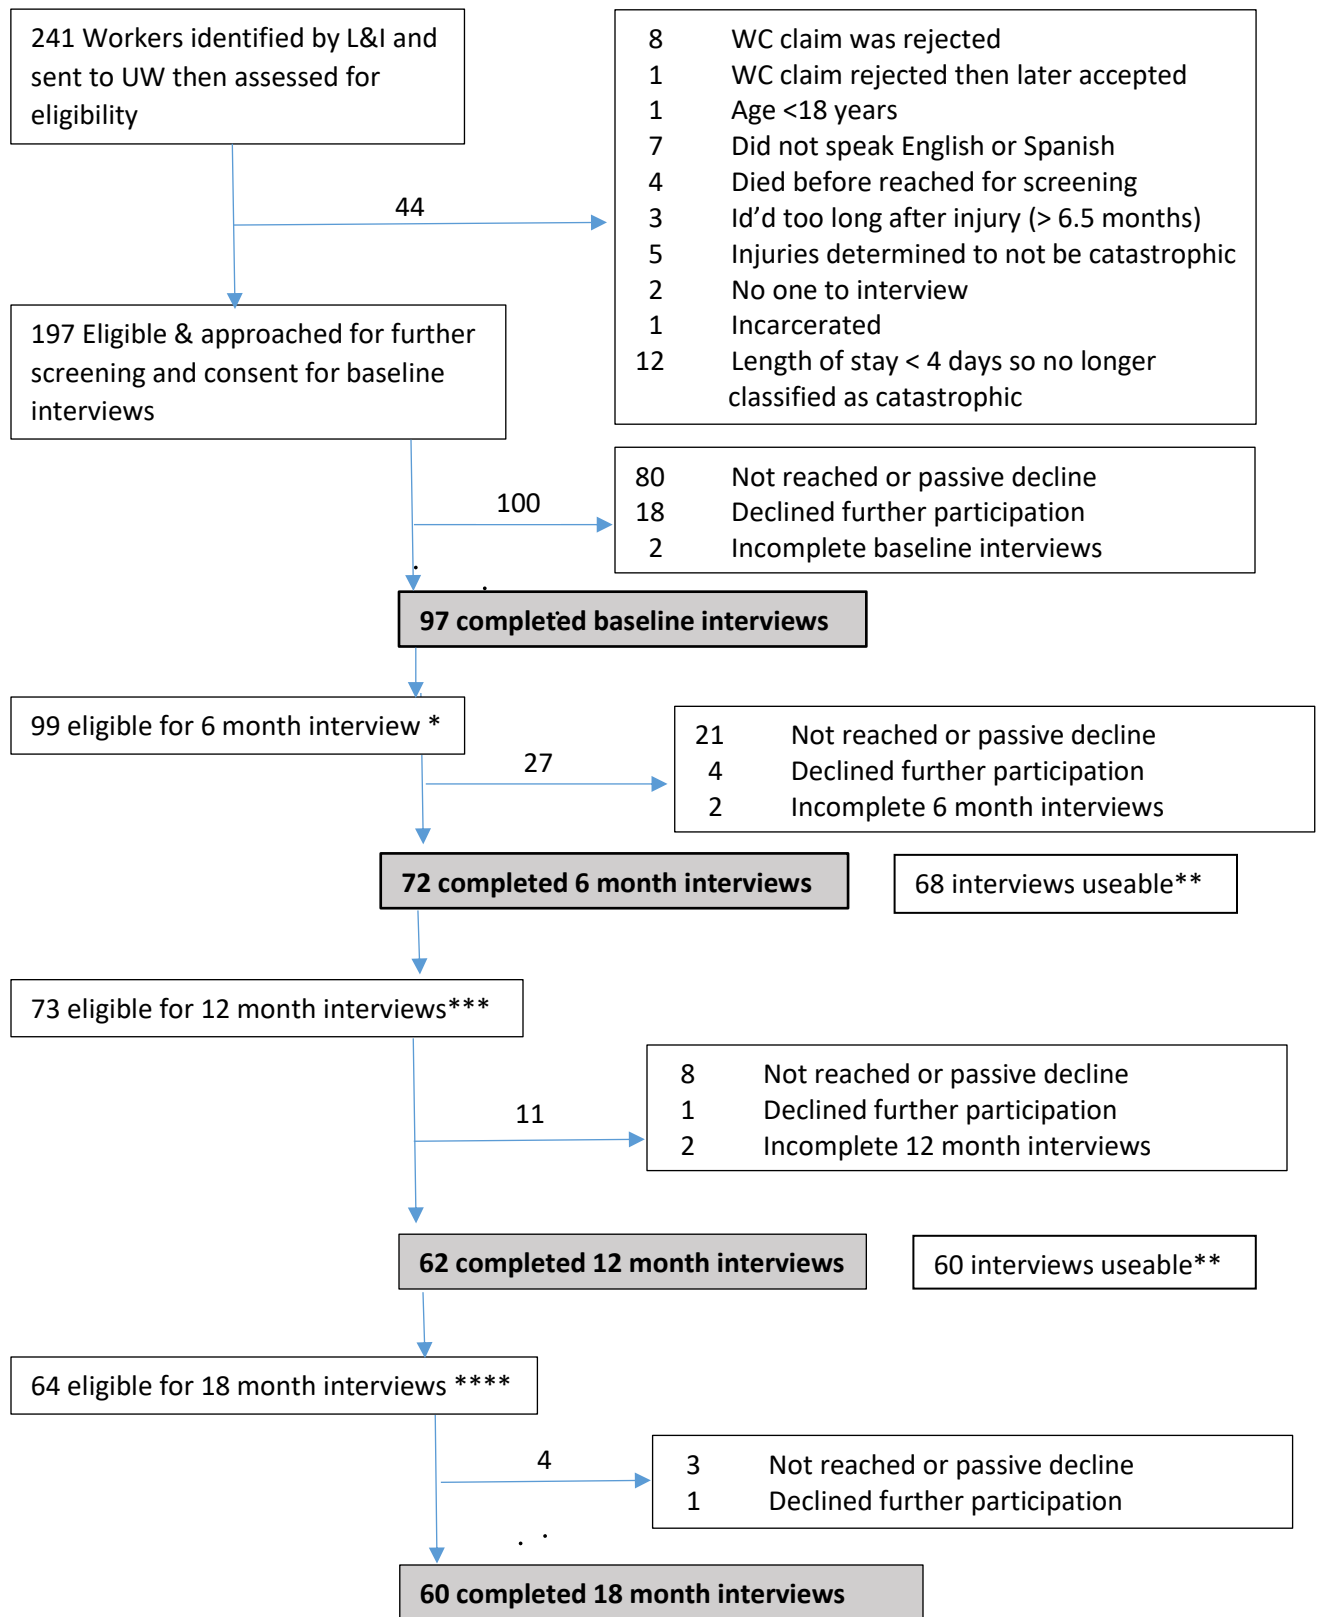 241 Workers identified by L&I and
sent to UW then assessed for
eligibility
8 WC claim was rejected
1 WC claim rejected then later accepted
1 Age <18 years
7 Did not speak English or Spanish
4 Died before reached for screening
3 Id’d too long after injury (> 6.5 months)
5 Injuries determined to not be catastrophic
2 No one to interview
1 Incarcerated
12 Length of stay < 4 days so no longer
classified as catastrophic
44
197 Eligible & approached for further
screening and consent for baseline
interviews
80 Not reached or passive decline
18 Declined further participation
2 Incomplete baseline interviews
100
97 completed baseline interviews
99 eligible for 6 month interview *
21 Not reached or passive decline
4 Declined further participation
2 Incomplete 6 month interviews
27
72 completed 6 month interviews
68 interviews useable**
73 eligible for 12 month interviews***
8 Not reached or passive decline
1 Declined further participation
2 Incomplete 12 month interviews
11
62 completed 12 month interviews
60 interviews useable**
64 eligible for 18 month interviews ****
3 Not reached or passive decline
1 Declined further participation
4
60 completed 18 month interviews